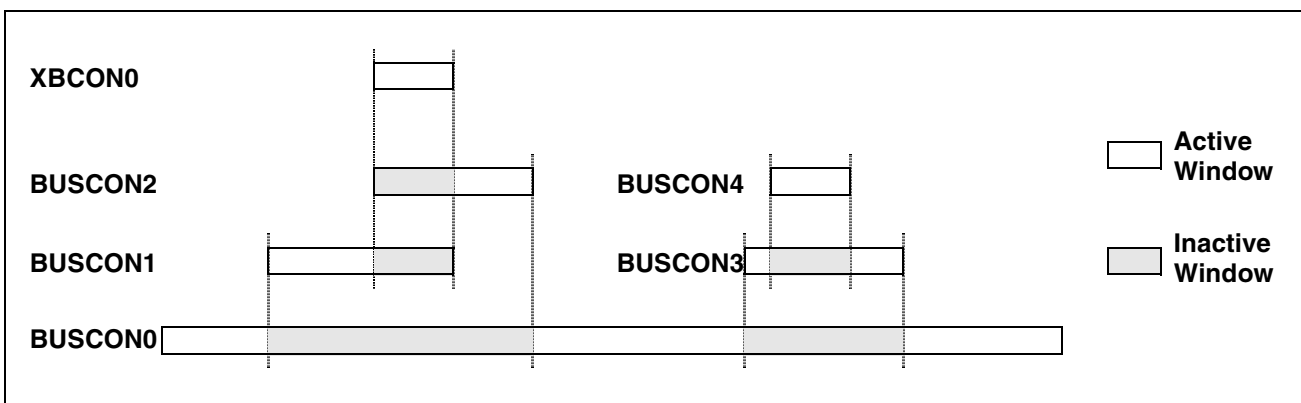 XBCON0
BUSCON2
BUSCON4
Active
Window
BUSCON1
BUSCON3
Inactive
Window
BUSCON0